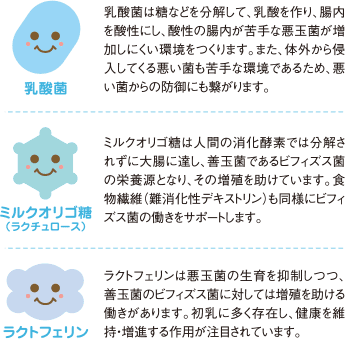 乳酸菌は糖などを分解して、乳酸を作り、腸内
を酸性にし、酸性の腸内が苦手な悪玉菌が増
加しにくい環境をつくります。また、体外から侵
入してくる悪い菌も苦手な環境であるため、悪
い菌からの防御にも繋がります。
乳酸菌
ミルクオリゴ糖は人間の消化酵素では分解さ
れずに大腸に達し、善玉菌であるビフィズス菌
の栄養源となり、その増殖を助けています。食
物繊維（難消化性デキストリン）も同様にビフィ
ズス菌の働きをサポートします。
ミルクオリゴ糖
（ラクチュロース）
ラクトフェリンは悪玉菌の生育を抑制しつつ、
善玉菌のビフィズス菌に対しては増殖を助ける
働きがあります。初乳に多く存在し、健康を維
持・増進する作用が注目されています。
ラクトフェリン